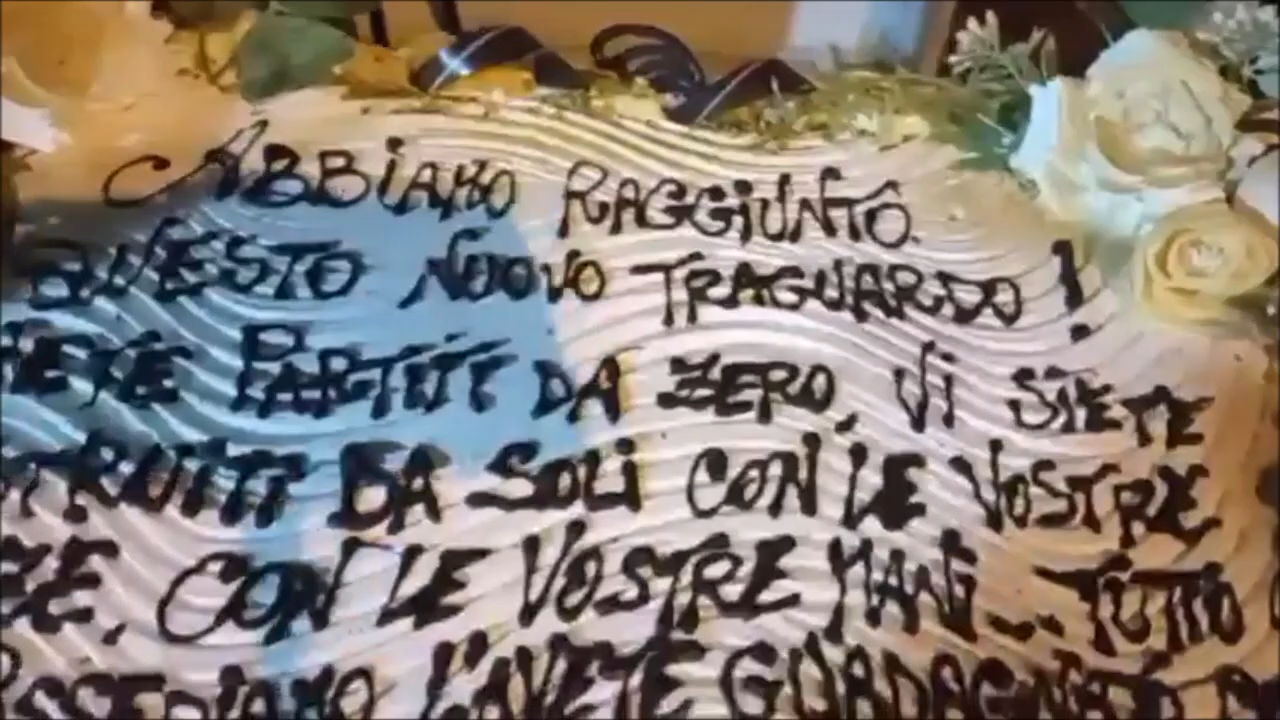 ABBIAMO RAGGIUNTO
QUESTO NUOVO TRAGUARDO!
PARTITI DA ZERO, VI SIETE
DA SOLI CON LE VOSTRE
CON LE VOSTRE MANI... TUTTO
L'AVETE GUADAGNATO